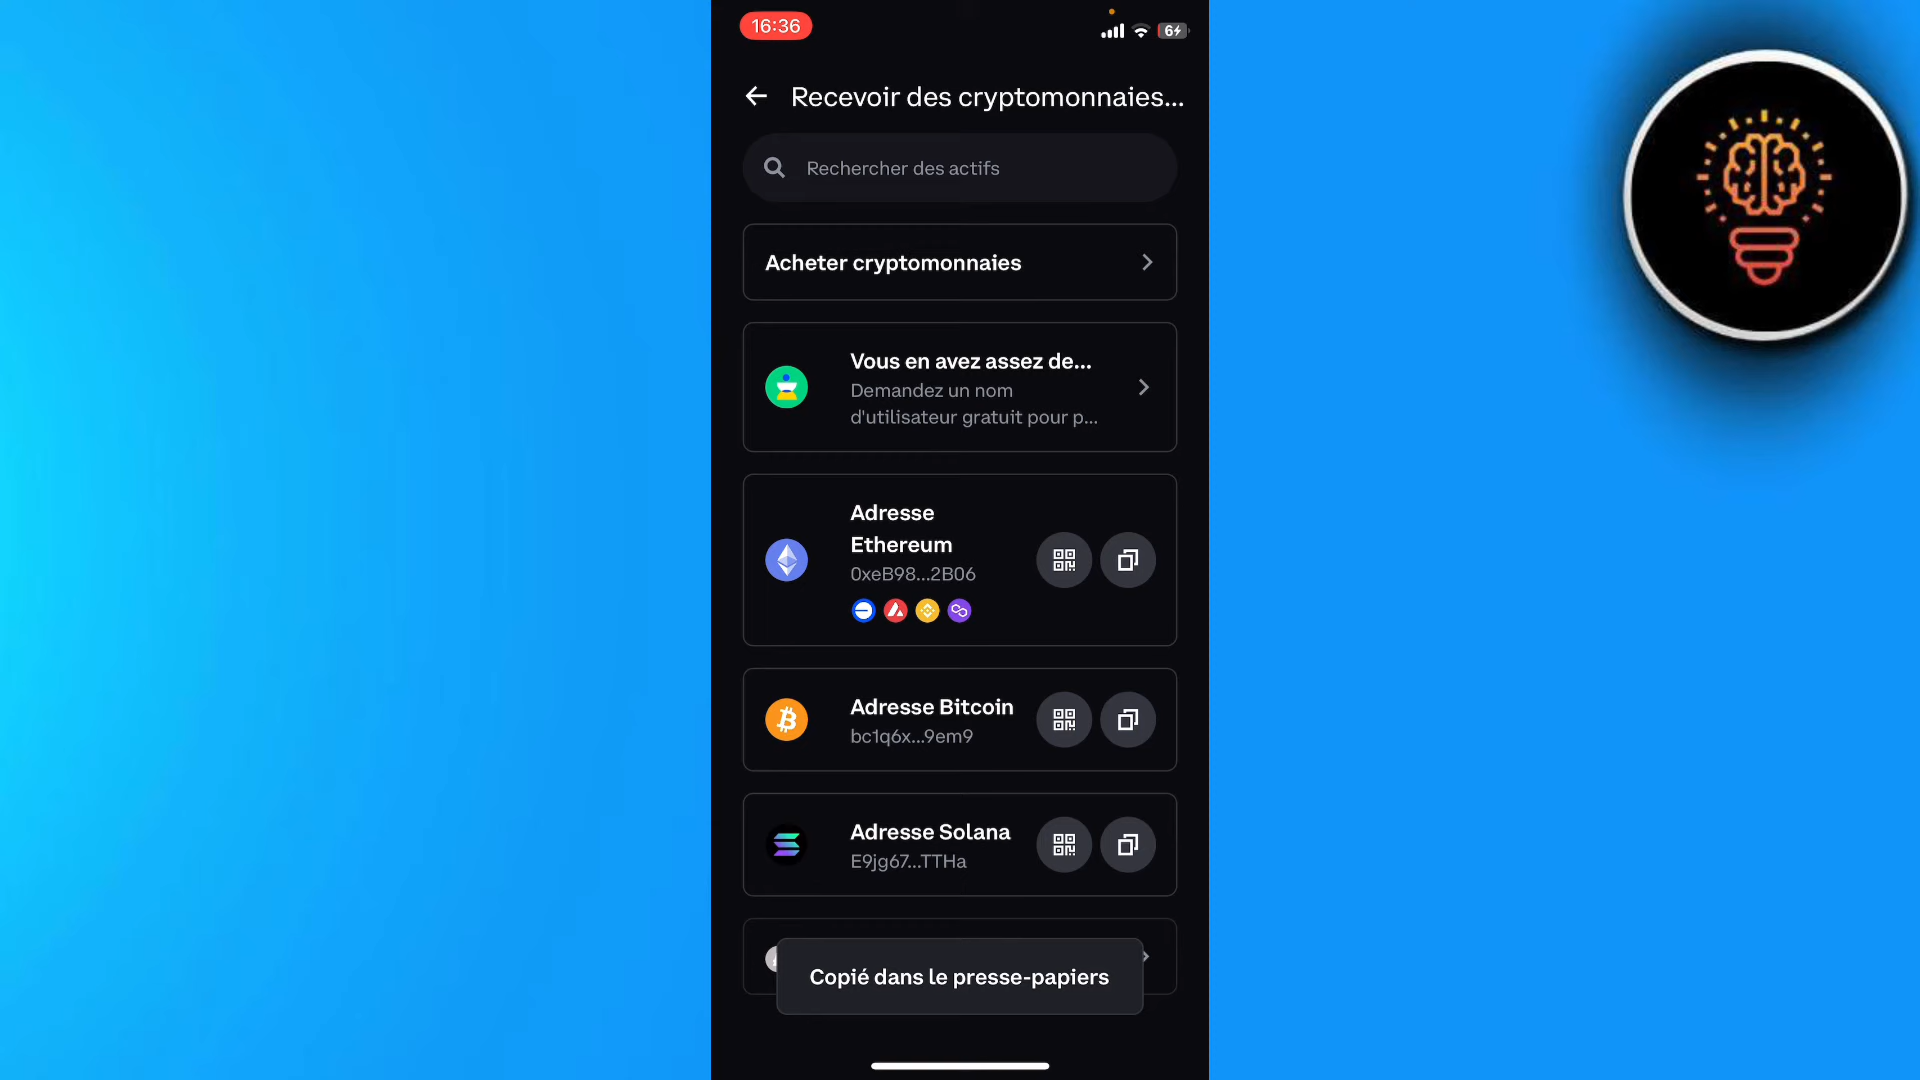 16:36
6
Recevoir des cryptomonnaies...
Rechercher des actifs
Acheter cryptomonnaies
Vous en avez assez de...
Demandez un nom
d'utilisateur gratuit pour p...
Adresse
Ethereum
0xeB98...2B06
Adresse Bitcoin
bc1q6x...9em9
Adresse Solana
E9jg67...TTHa
Copié dans le presse-papiers